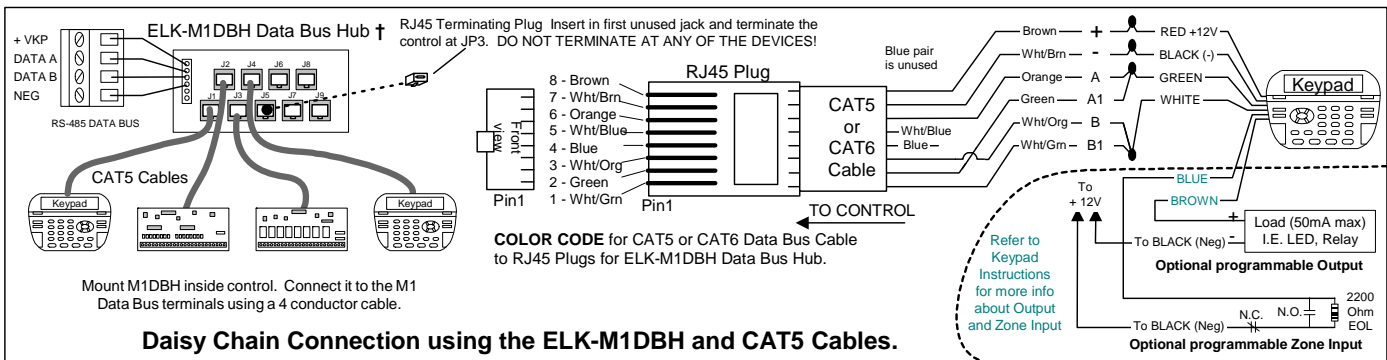 ELK-M1DBH Data Bus Hub †
RJ45 Terminating Plug Insert in first unused jack and terminate the
control at JP3. DO NOT TERMINATE AT ANY OF THE DEVICES!
+ VKP
DATA A
DATA B
NEG
RS-485 DATA BUS
J2
J4
J6
J8
J1
J3
J5
J7
J9
CAT5 Cables
Keypad
Keypad
Mount M1DBH inside control. Connect it to the M1
Data Bus terminals using a 4 conductor cable.
Front
view
Pin1
8 - Brown
7 - Wht/Brn
6 - Orange
5 - Wht/Blue
4 - Blue
3 - Wht/Org
2 - Green
1 - Wht/Grn
RJ45 Plug
Pin1
CAT5
or
CAT6
Cable
TO CONTROL
COLOR CODE for CAT5 or CAT6 Data Bus Cable
to RJ45 Plugs for ELK-M1DBH Data Bus Hub.
Blue pair
is unused
Brown + RED +12V
Wht/Brn - BLACK (-)
Orange A GREEN
Green A1 WHITE
Wht/Blue Wht/Org B
Blue Wht/Grn B1
Keypad
BLUE
BROWN
To
+ 12V
+
-
To BLACK (Neg)
Load (50mA max)
I.E. LED, Relay
Optional programmable Output
Refer to
Keypad
Instructions
for more info
about Output
and Zone Input
N.C.
N.O.
2200
Ohm
EOL
To BLACK (Neg)
Optional programmable Zone Input
Daisy Chain Connection using the ELK-M1DBH and CAT5 Cables.